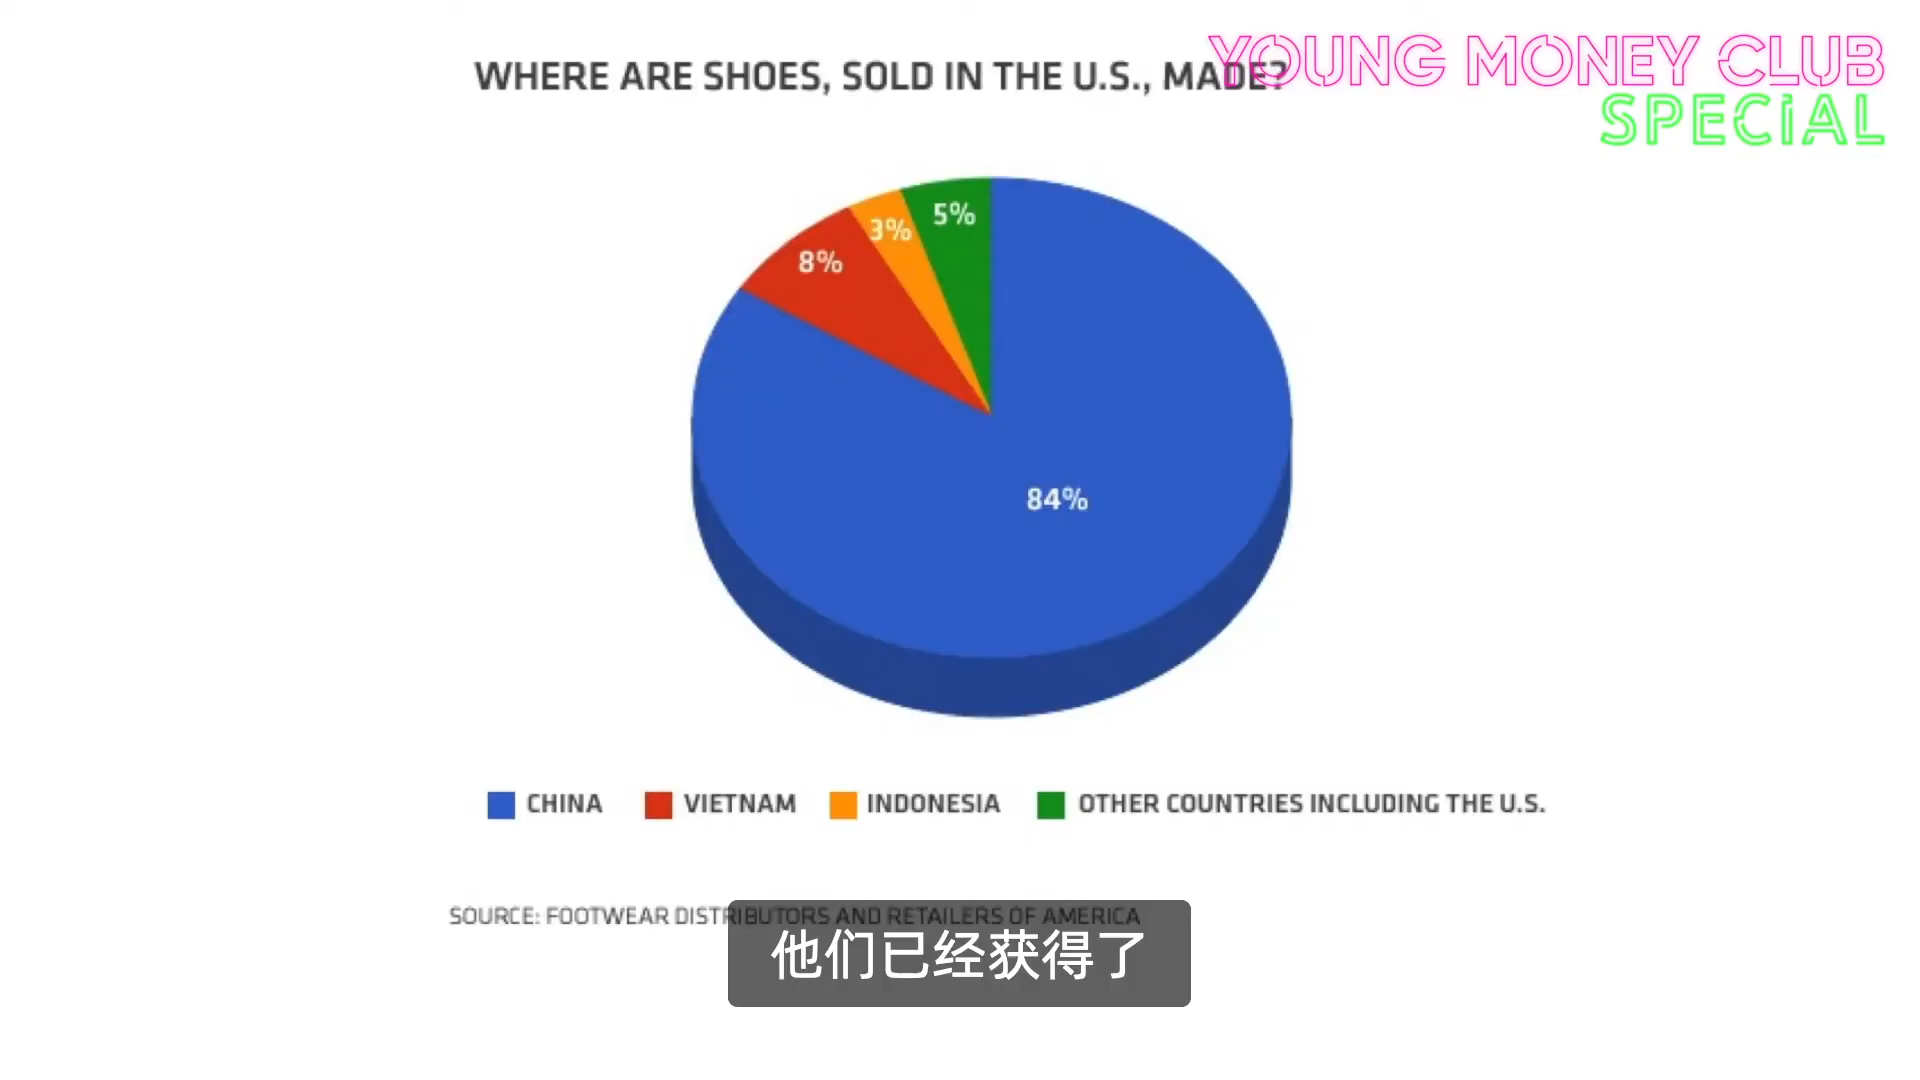 YOUNG MONEY CLUB
SPECiAL
WHERE ARE SHOES, SOLD IN THE U.S., MADE?
5%
3%
8%
84%
CHINA
VIETNAM
INDONESIA
OTHER COUNTRIES INCLUDING THE U.S.
SOURCE: FOOTWEAR DISTRIBUTORS AND RETAILERS OF AMERICA
他们已经获得了